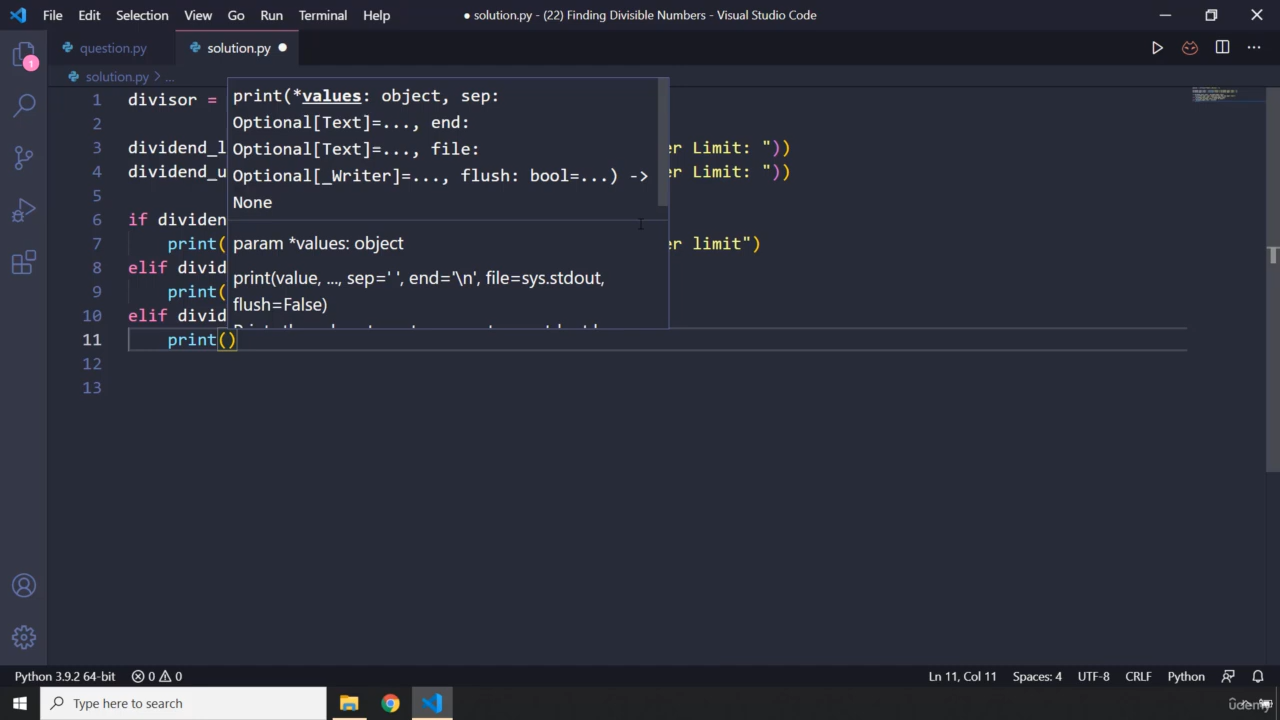 File Edit Selection View Go Run Terminal Help
● solution.py - (22) Finding Divisible Numbers - Visual Studio Code
question.py solution.py
solution.py > ...
1 divisor =
2
3 dividend_l er Limit: "))
4 dividend_u er Limit: "))
5
6 if dividen
7 print( er limit")
8 elif divid
9 print(
10 elif divid
11 print()
12
13
print(*values: object, sep:
Optional[Text]=..., end:
Optional[Text]=..., file:
Optional[_Writer]=..., flush: bool=...) ->
None
param *values: object
print(value, ..., sep=' ', end='\n', file=sys.stdout,
flush=False)
1
Python 3.9.2 64-bit 0 0 Ln 11, Col 11 Spaces: 4 UTF-8 CRLF Python
Type here to search
udemy